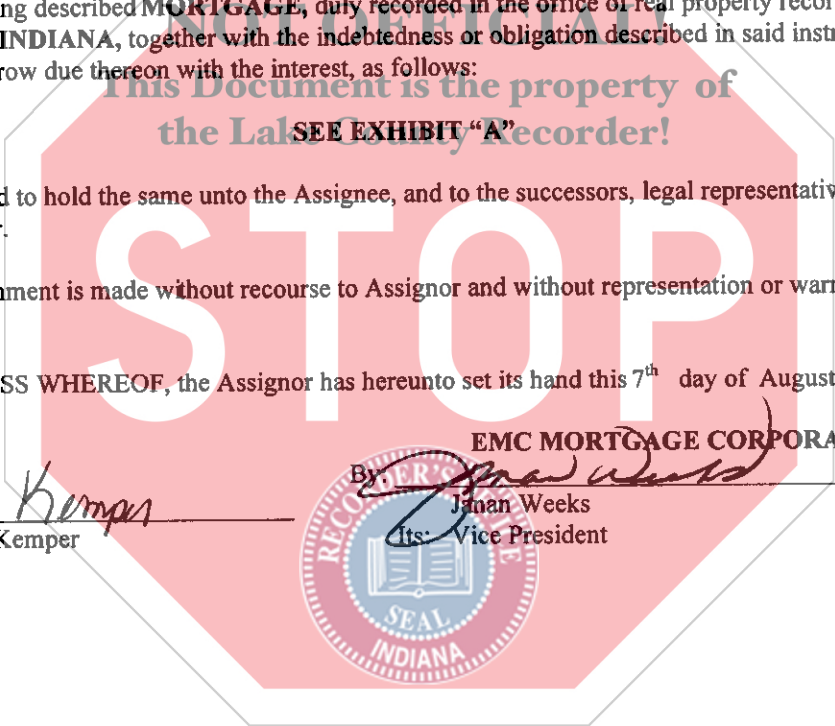 ng described MORTGAGE, duly recorded in the office of real property recor
NOT OFFICIAL!
INDIANA, together with the indebtedness or obligation described in said instr
row due thereon with the interest, as follows:
This Document is the property of
the Lake County Recorder!
SEE EXHIBIT “A”
d to hold the same unto the Assignee, and to the successors, legal representativ
r.
nment is made without recourse to Assignor and without representation or warr
STOP
SS WHEREOF, the Assignor has hereunto set its hand this 7th day of August
EMC MORTGAGE CORPORA
By: Janan Weeks
Kemper
Janan Weeks
Kemper
Its: Vice President
RECORDER'S OFFICE
SEAL
INDIANA